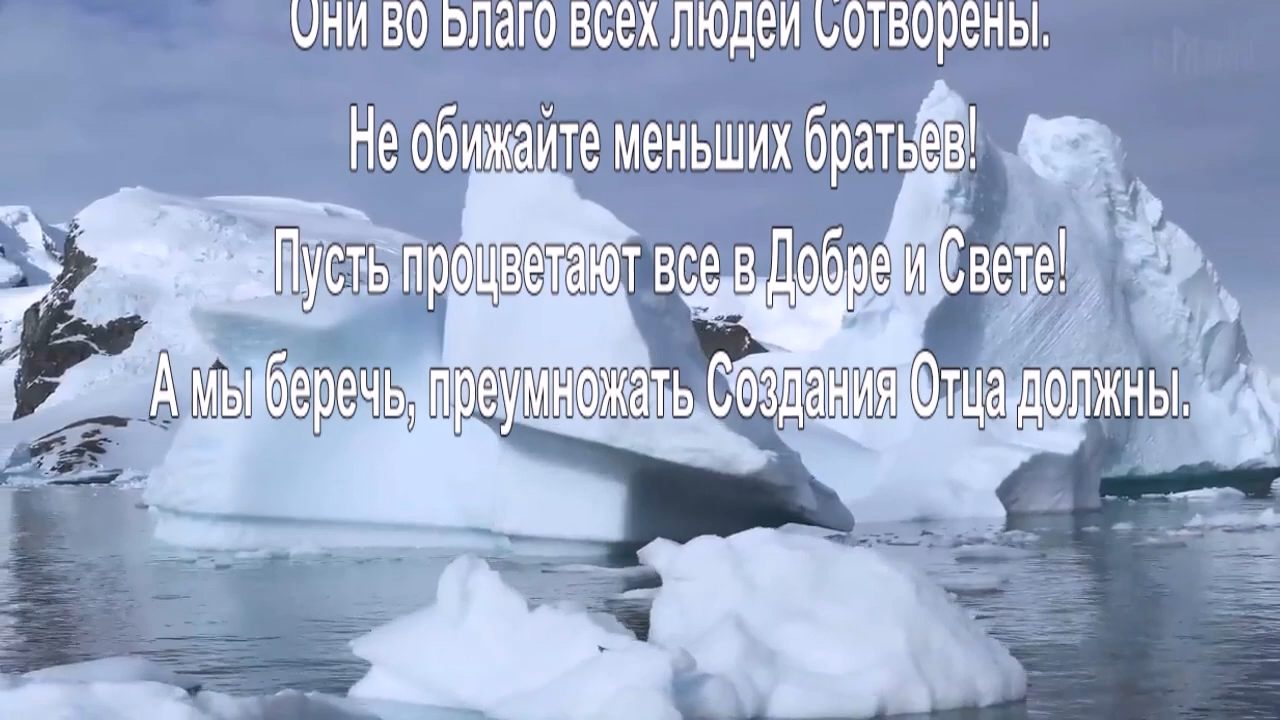 Они во Благо всех людей Сотворены.
Не обижайте меньших братьев!
Пусть процветают все в Добре и Свете!
А мы беречь, преумножать Создания Отца должны.